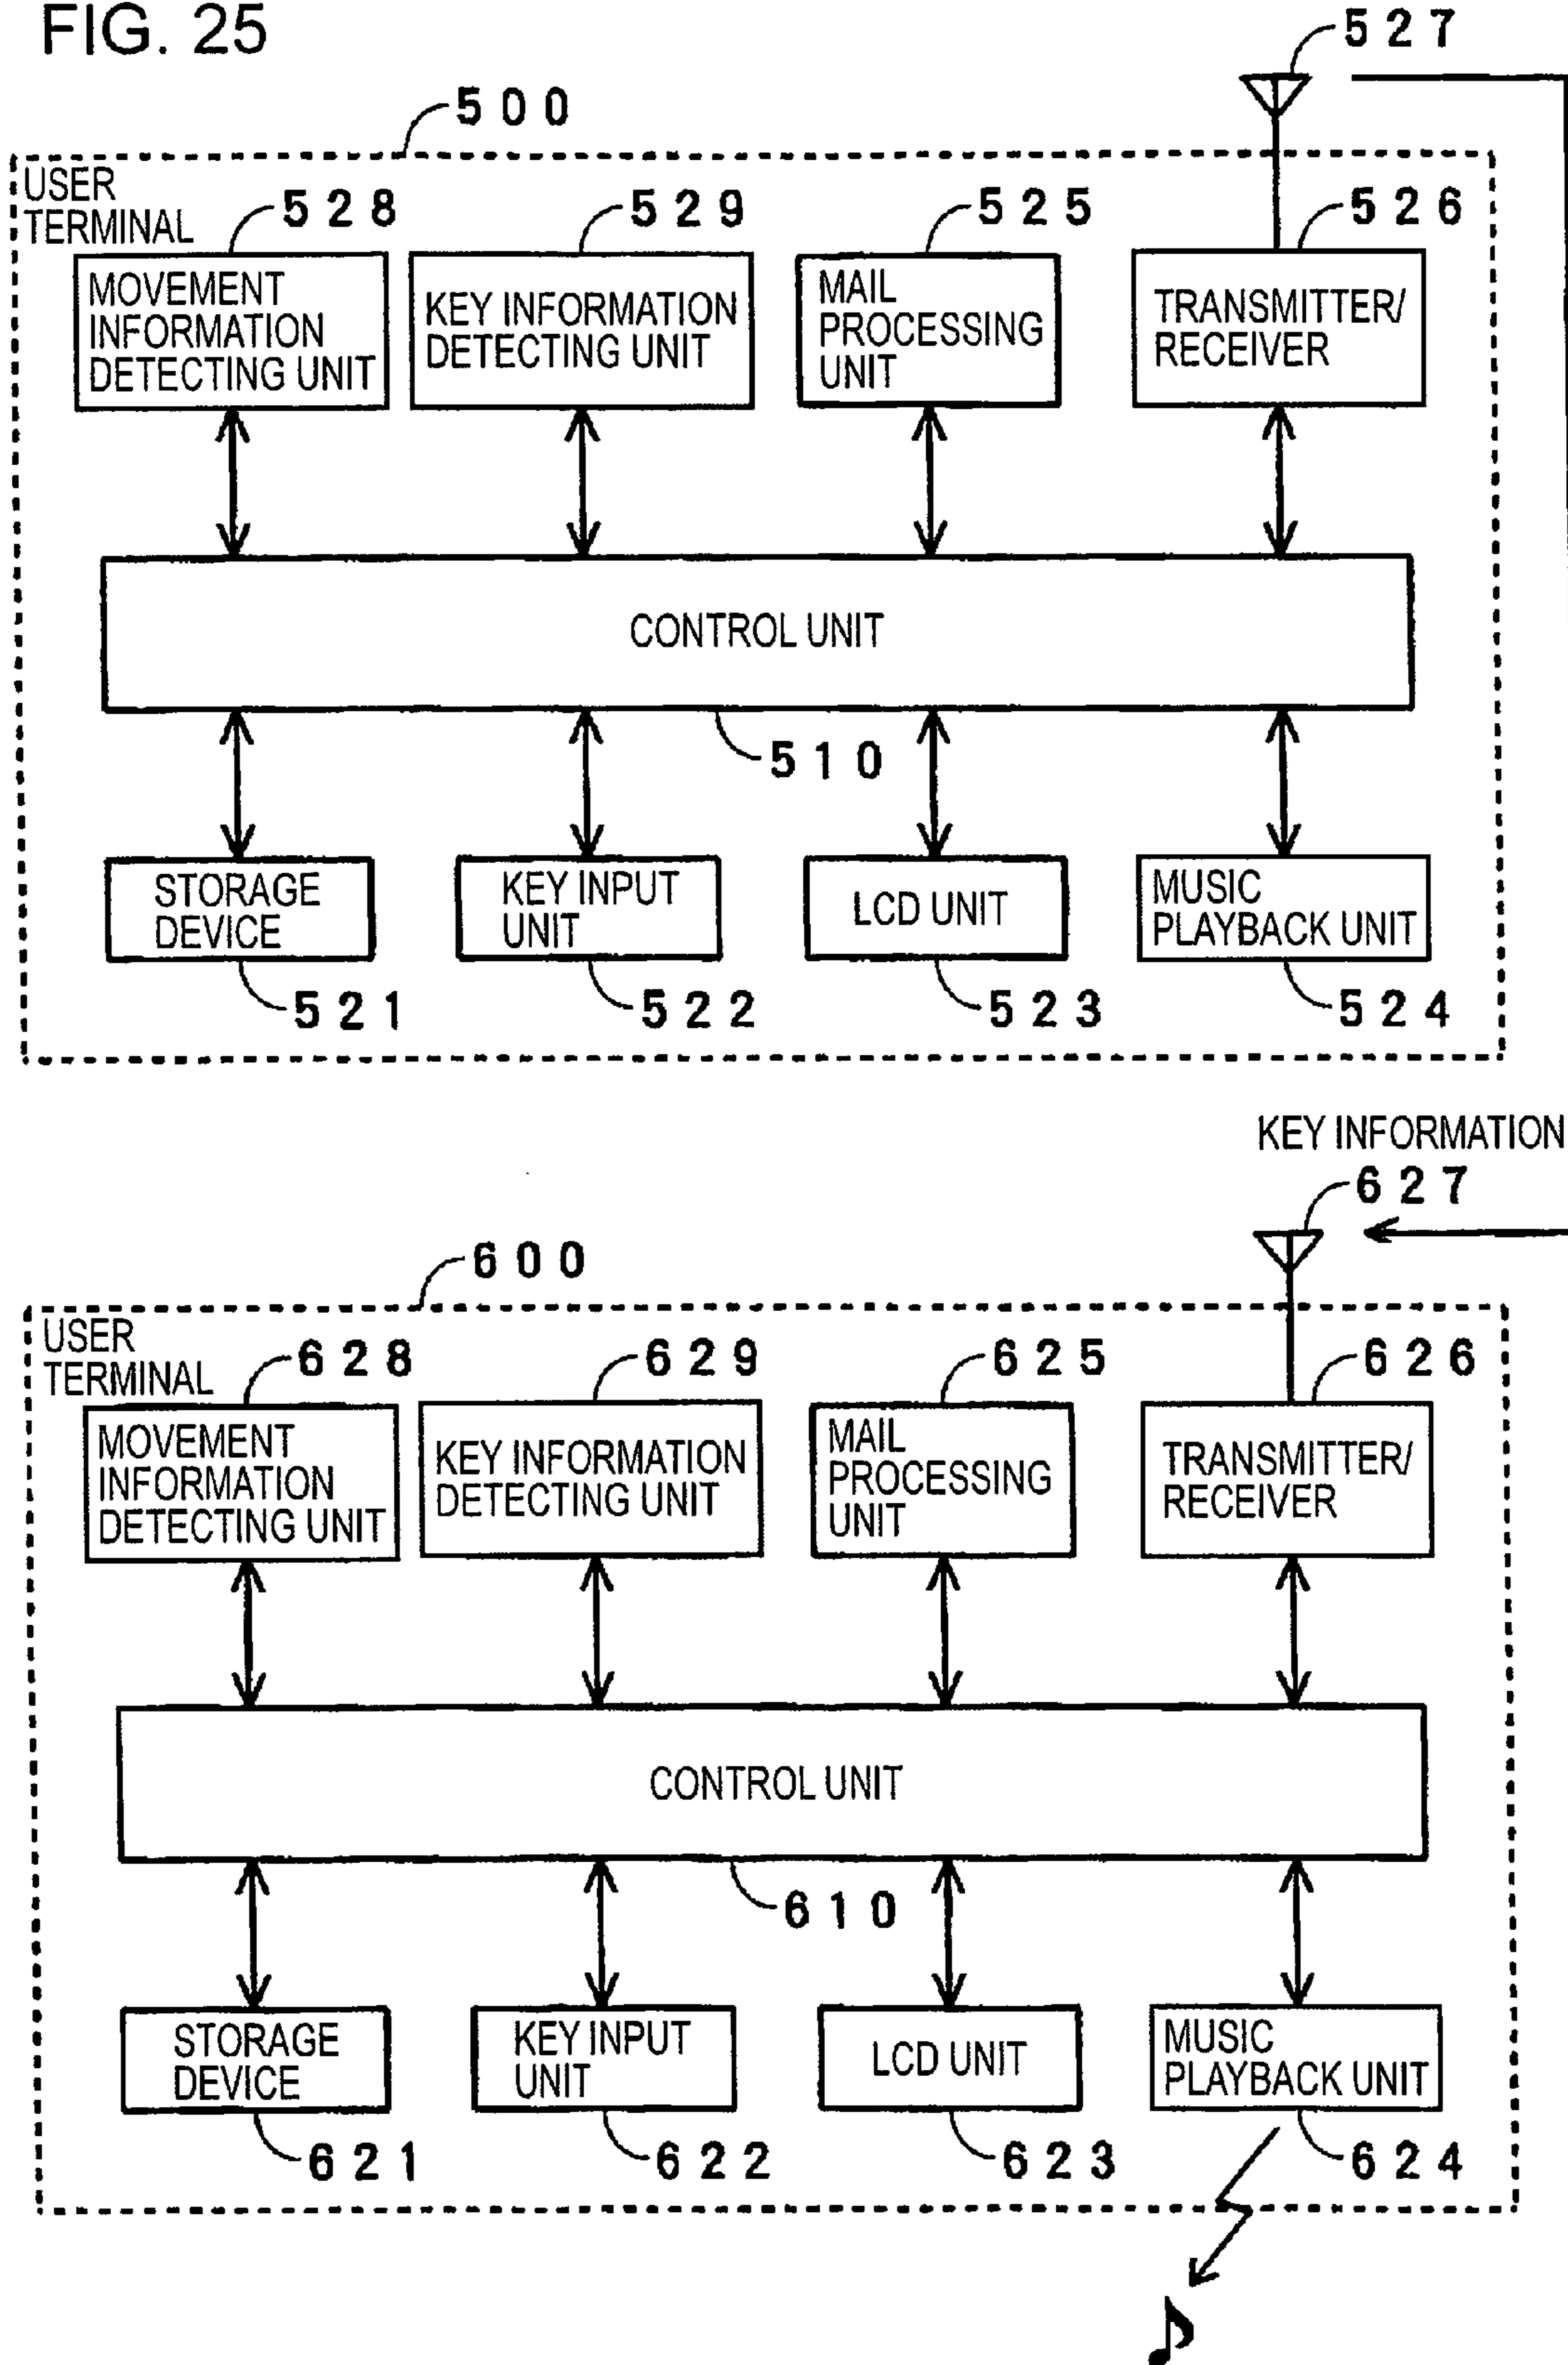 FIG. 25
527
500
USER
TERMINAL
528
529
525
526
MOVEMENT
INFORMATION
DETECTING UNIT
KEY INFORMATION
DETECTING UNIT
MAIL
PROCESSING
UNIT
TRANSMITTER/
RECEIVER
CONTROL UNIT
510
STORAGE
DEVICE
KEY INPUT
UNIT
LCD UNIT
MUSIC
PLAYBACK UNIT
521
522
523
524
KEY INFORMATION
627
600
USER
TERMINAL
628
629
625
626
MOVEMENT
INFORMATION
DETECTING UNIT
KEY INFORMATION
DETECTING UNIT
MAIL
PROCESSING
UNIT
TRANSMITTER/
RECEIVER
CONTROL UNIT
610
STORAGE
DEVICE
KEY INPUT
UNIT
LCD UNIT
MUSIC
PLAYBACK UNIT
621
622
623
624